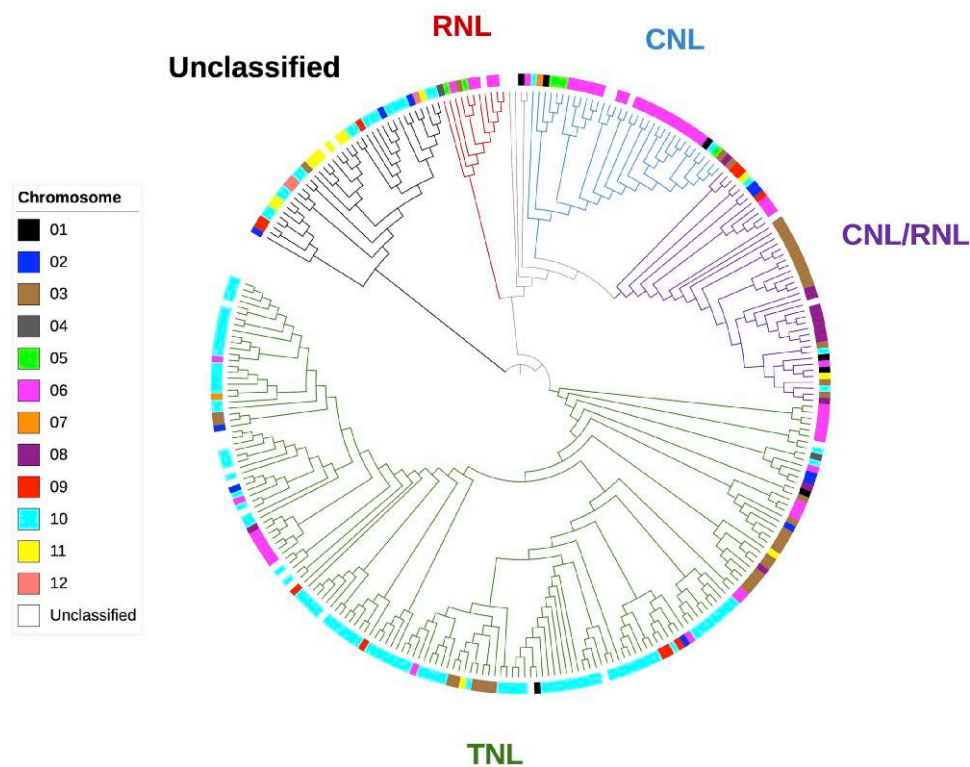 RNL
CNL
Unclassified
Chromosome
01
02
03
04
05
06
07
08
09
10
11
12
Unclassified
CNL/RNL
TNL